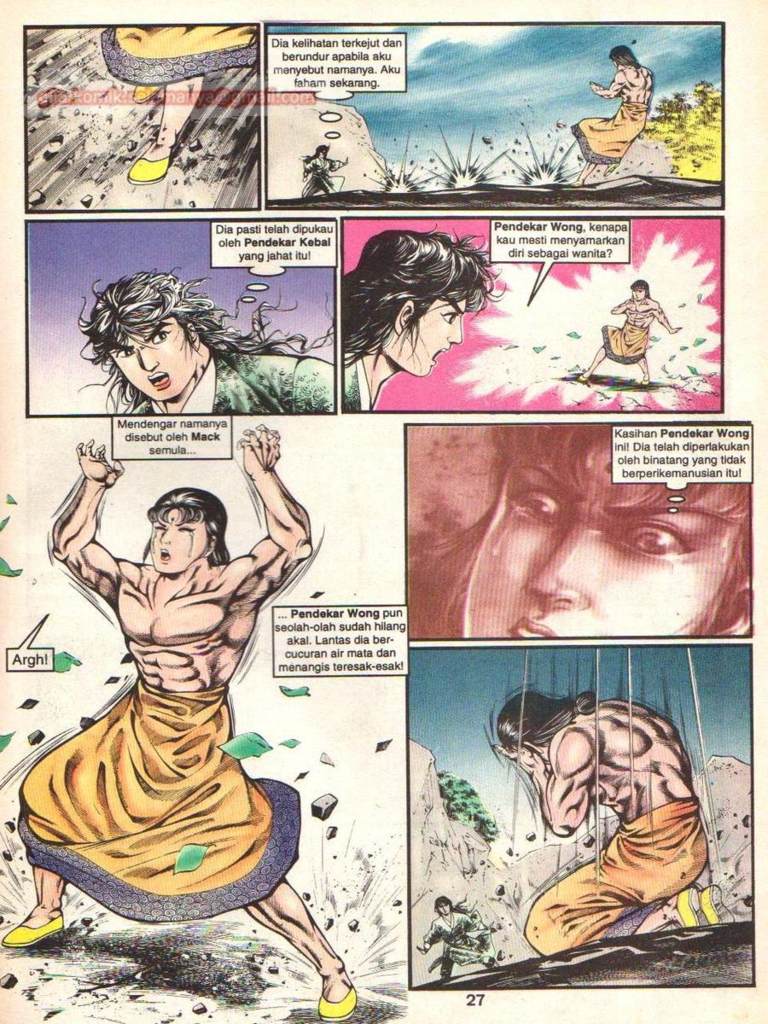 Dia kelihatan terkejut dan
berundur apabila aku
menyebut namanya. Aku
faham sekarang.
Dia pasti telah dipukau
oleh Pendekar Kebal
yang jahat itu!
Pendekar Wong, kenapa
kau mesti menyamarkan
diri sebagai wanita?
Mendengar namanya
disebut oleh Mack
semula...
Argh!
... Pendekar Wong pun
seolah-olah sudah hilang
akal. Lantas dia ber-
cucuran air mata dan
menangis teresak-esak!
Kasihan Pendekar Wong
ini! Dia telah diperlakukan
oleh binatang yang tidak
berperikemanusian itu!
27